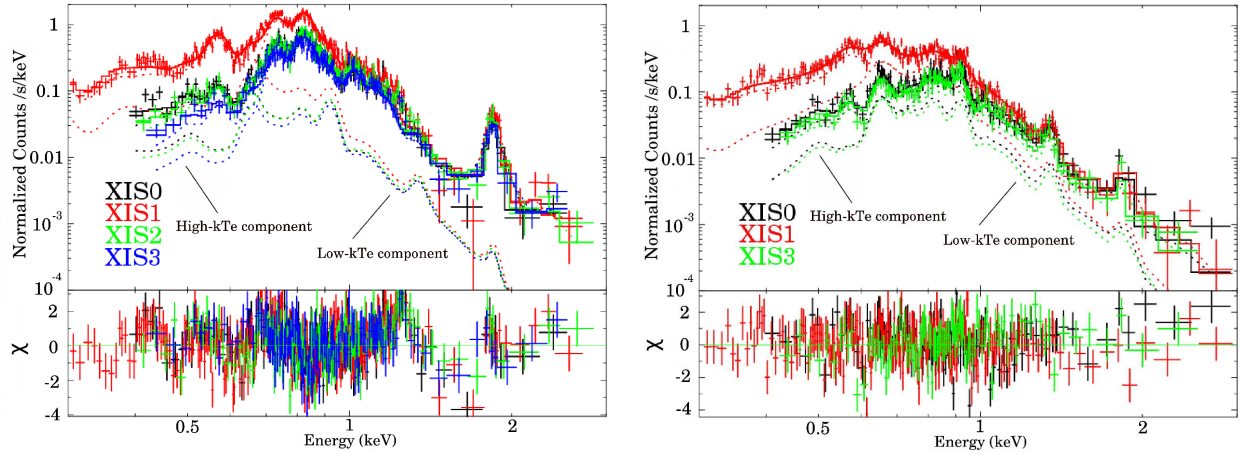 Normalized Counts /s/keV
1
0.1
0.01
10⁻³
10⁻⁴
XIS0
XIS1
XIS2
XIS3
High-kTe component
Low-kTe component
χ
2
0
-2
-4
0.5
1
2
Energy (keV)
Normalized Counts /s/keV
1
0.1
0.01
10⁻³
10⁻⁴
10
XIS0
XIS1
XIS3
High-kTe component
Low-kTe component
χ
2
0
-2
-4
0.5
1
2
Energy (keV)